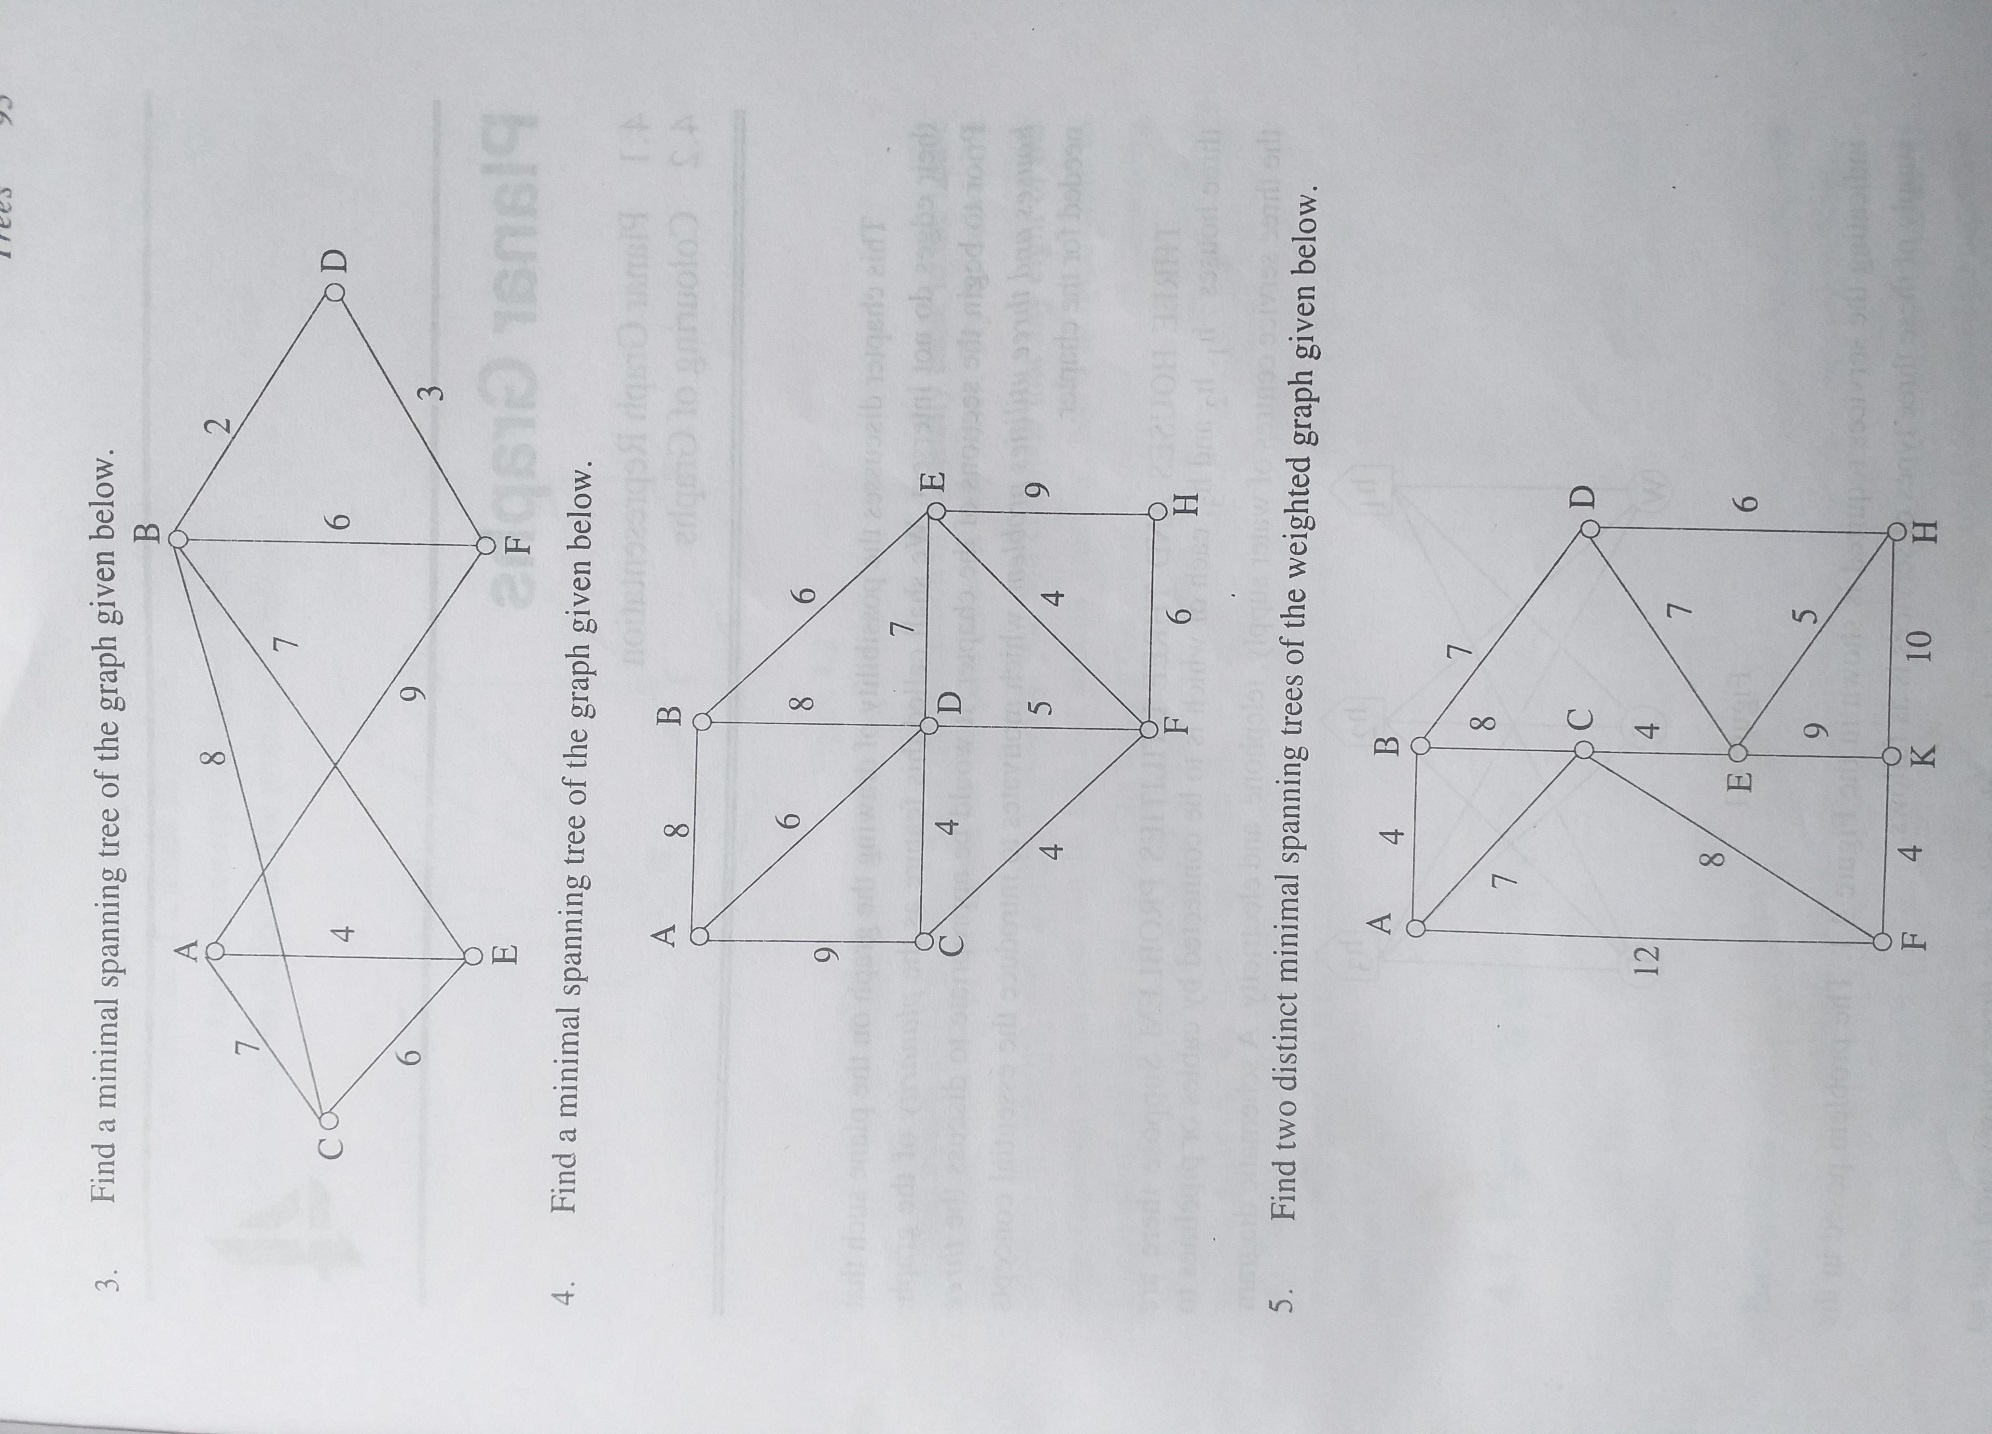 Trees 95
3. Find a minimal spanning tree of the graph given below.
B
2
D
A
8
7
6
3
7
4
9
C
6
E
F
4. Find a minimal spanning tree of the graph given below.
A
8
B
6
8
6
9
7
E
C
4
D
4
5
4
9
F
6
H
5. Find two distinct minimal spanning trees of the weighted graph given below.
A
4
B
7
7
8
C
D
12
4
7
6
8
E
5
9
F
4
K
10
H